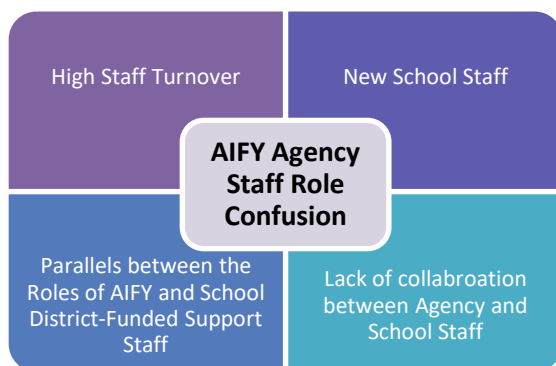 High Staff Turnover
New School Staff
AIFY Agency
Staff Role
Confusion
Parallels between the
Roles of AIFY and School
District-Funded Support
Staff
Lack of collabroation
between Agency and
School Staff